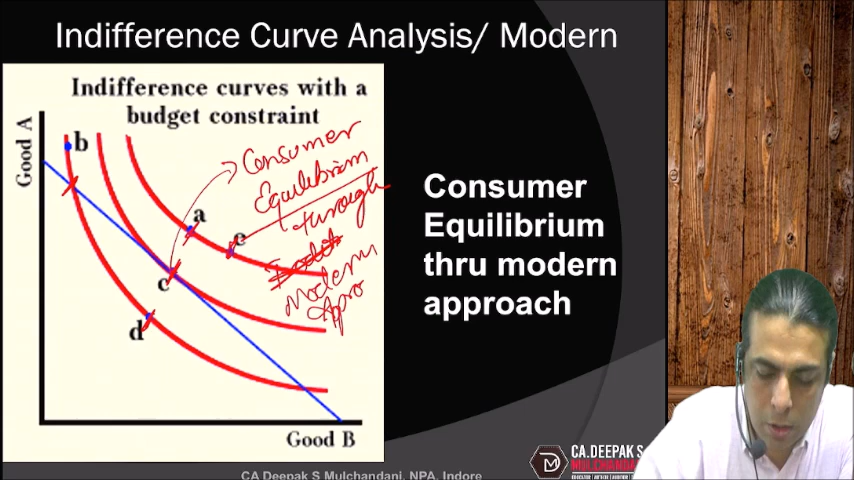 Indifference Curve Analysis/ Modern
Indifference curves with a
budget constraint
Good A
b
a
e
c
d
Good B
Consumer
Equilibrium
through
Modern
Appro
Consumer
Equilibrium
thru modern
approach
CA.DEEPAK S
MULCHANDA
CA Deepak S Mulchandani, NPA, Indore